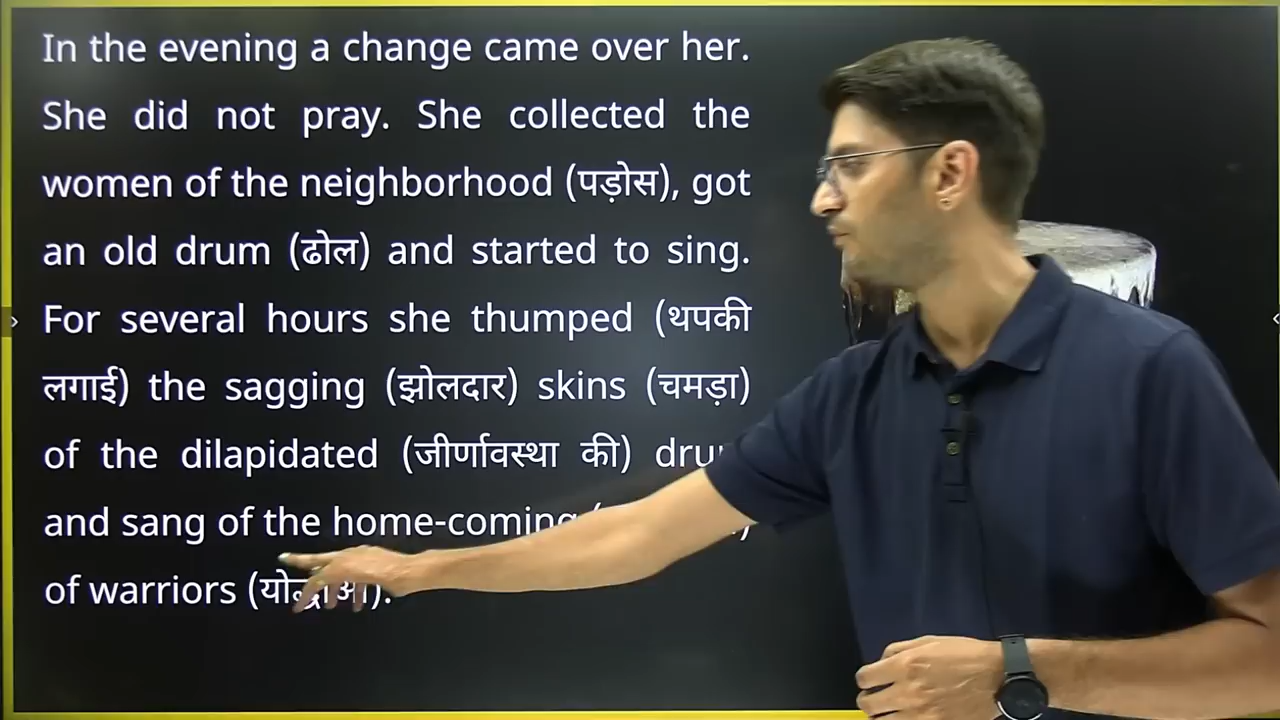 In the evening a change came over her.
She did not pray. She collected the
women of the neighborhood (पड़ोस), got
an old drum (ढोल) and started to sing.
For several hours she thumped (थपकी
लगाई) the sagging (झोलदार) skins (चमड़ा)
of the dilapidated (जीर्णावस्था की)
and sang of the home-coming
of warriors